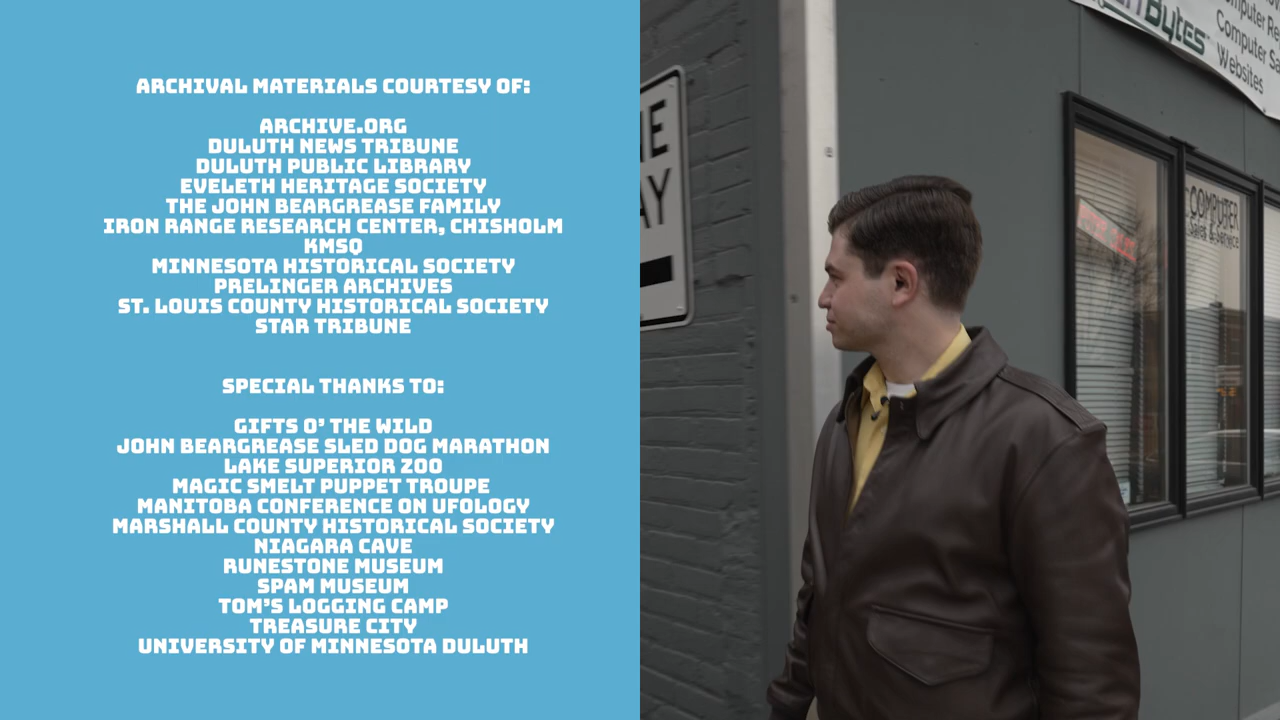 ARCHIVAL MATERIALS COURTESY OF:
ARCHIVE.ORG
DULUTH NEWS TRIBUNE
DULUTH PUBLIC LIBRARY
EVELETH HERITAGE SOCIETY
THE JOHN BEARGREASE FAMILY
IRON RANGE RESEARCH CENTER, CHISHOLM
KMSQ
MINNESOTA HISTORICAL SOCIETY
PRELINGER ARCHIVES
ST. LOUIS COUNTY HISTORICAL SOCIETY
STAR TRIBUNE
SPECIAL THANKS TO:
GIFTS O' THE WILD
JOHN BEARGREASE SLED DOG MARATHON
LAKE SUPERIOR ZOO
MAGIC SMELT PUPPET TROUPE
MANITOBA CONFERENCE ON UFOLOGY
MARSHALL COUNTY HISTORICAL SOCIETY
NIAGARA CAVE
RUNESTONE MUSEUM
SPAM MUSEUM
TOM'S LOGGING CAMP
TREASURE CITY
UNIVERSITY OF MINNESOTA DULUTH
Bytes
Computer Re
Computer Sa
Websites
COMPUTER
Sales & Service